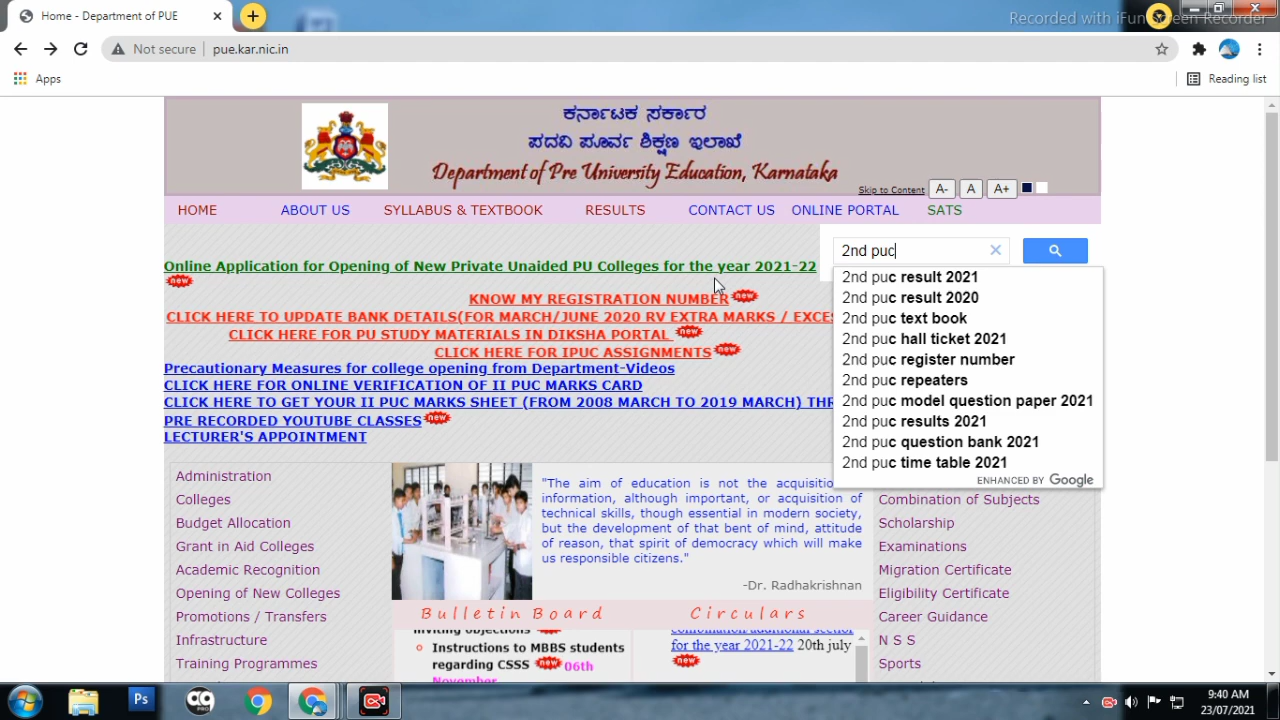 Home - Department of PUE
Recorded with iFun Screen Recorder
Not secure pue.kar.nic.in
Apps
Reading list
ಕರ್ನಾಟಕ ಸರ್ಕಾರ
ಪದವಿ ಪೂರ್ವ ಶಿಕ್ಷಣ ಇಲಾಖೆ
Department of Pre University Education, Karnataka
Skip to Content A- A A+
HOME ABOUT US SYLLABUS & TEXTBOOK RESULTS CONTACT US ONLINE PORTAL SATS
2nd puc
Online Application for Opening of New Private Unaided PU Colleges for the year 2021-22
new
KNOW MY REGISTRATION NUMBER new
CLICK HERE TO UPDATE BANK DETAILS(FOR MARCH/JUNE 2020 RV EXTRA MARKS / EXCES
CLICK HERE FOR PU STUDY MATERIALS IN DIKSHA PORTAL new
CLICK HERE FOR IPUC ASSIGNMENTS new
Precautionary Measures for college opening from Department-Videos
CLICK HERE FOR ONLINE VERIFICATION OF II PUC MARKS CARD
CLICK HERE TO GET YOUR II PUC MARKS SHEET (FROM 2008 MARCH TO 2019 MARCH) THR
PRE RECORDED YOUTUBE CLASSES new
LECTURER'S APPOINTMENT
2nd puc result 2021
2nd puc result 2020
2nd puc text book
2nd puc hall ticket 2021
2nd puc register number
2nd puc repeaters
2nd puc model question paper 2021
2nd puc results 2021
2nd puc question bank 2021
2nd puc time table 2021
ENHANCED BY Google
Administration
Colleges
Budget Allocation
Grant in Aid Colleges
Academic Recognition
Opening of New Colleges
Promotions / Transfers
Infrastructure
Training Programmes
"The aim of education is not the acquisition of
information, although important, or acquisition of
technical skills, though essential in modern society,
but the development of that bent of mind, attitude
of reason, that spirit of democracy which will make
us responsible citizens."
-Dr. Radhakrishnan
Bulletin Board
inviting objections
Instructions to MBBS students
regarding CSSS new 06th
November
Circulars
for the year 2021-22 20th july
new
Combination of Subjects
Scholarship
Examinations
Migration Certificate
Eligibility Certificate
Career Guidance
N S S
Sports
Ps
PRO
9:40 AM
23/07/2021